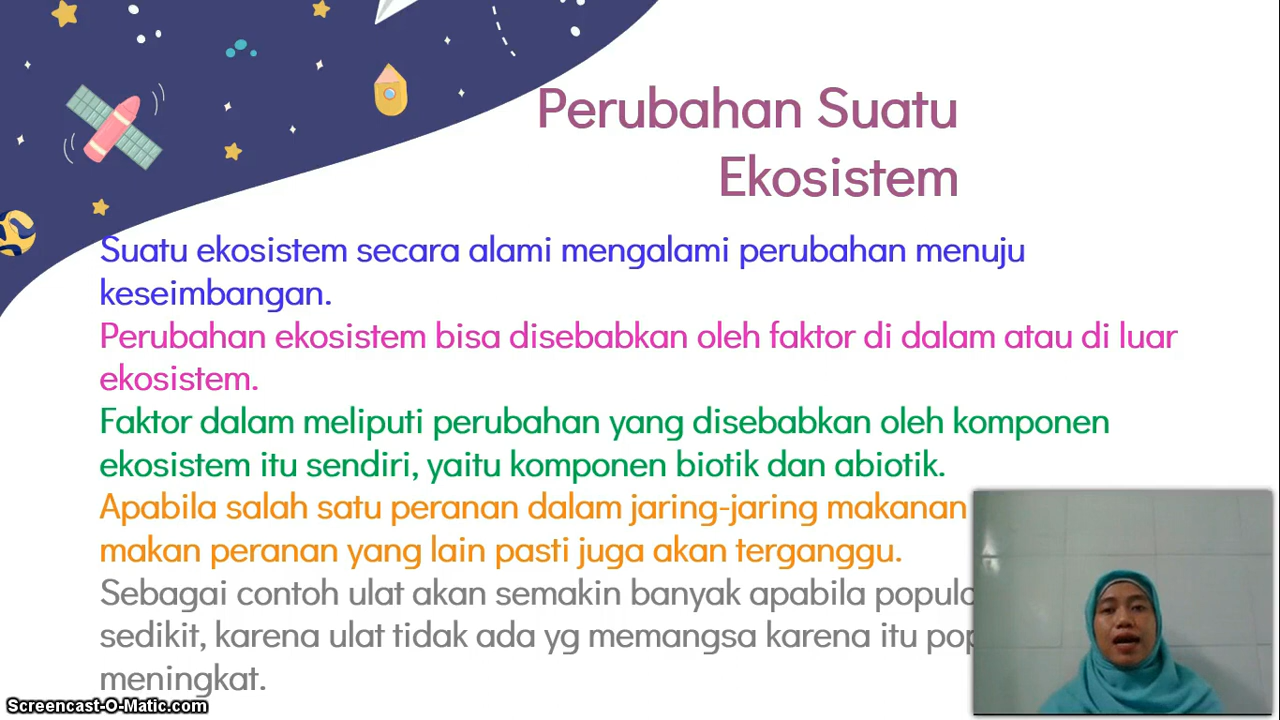 Perubahan Suatu
Ekosistem
Suatu ekosistem secara alami mengalami perubahan menuju
keseimbangan.
Perubahan ekosistem bisa disebabkan oleh faktor di dalam atau di luar
ekosistem.
Faktor dalam meliputi perubahan yang disebabkan oleh komponen
ekosistem itu sendiri, yaitu komponen biotik dan abiotik.
Apabila salah satu peranan dalam jaring-jaring makanan
makan peranan yang lain pasti juga akan terganggu.
Sebagai contoh ulat akan semakin banyak apabila
sedikit, karena ulat tidak ada yg memangsa karena itu
meningkat.
Screencast-O-Matic.com